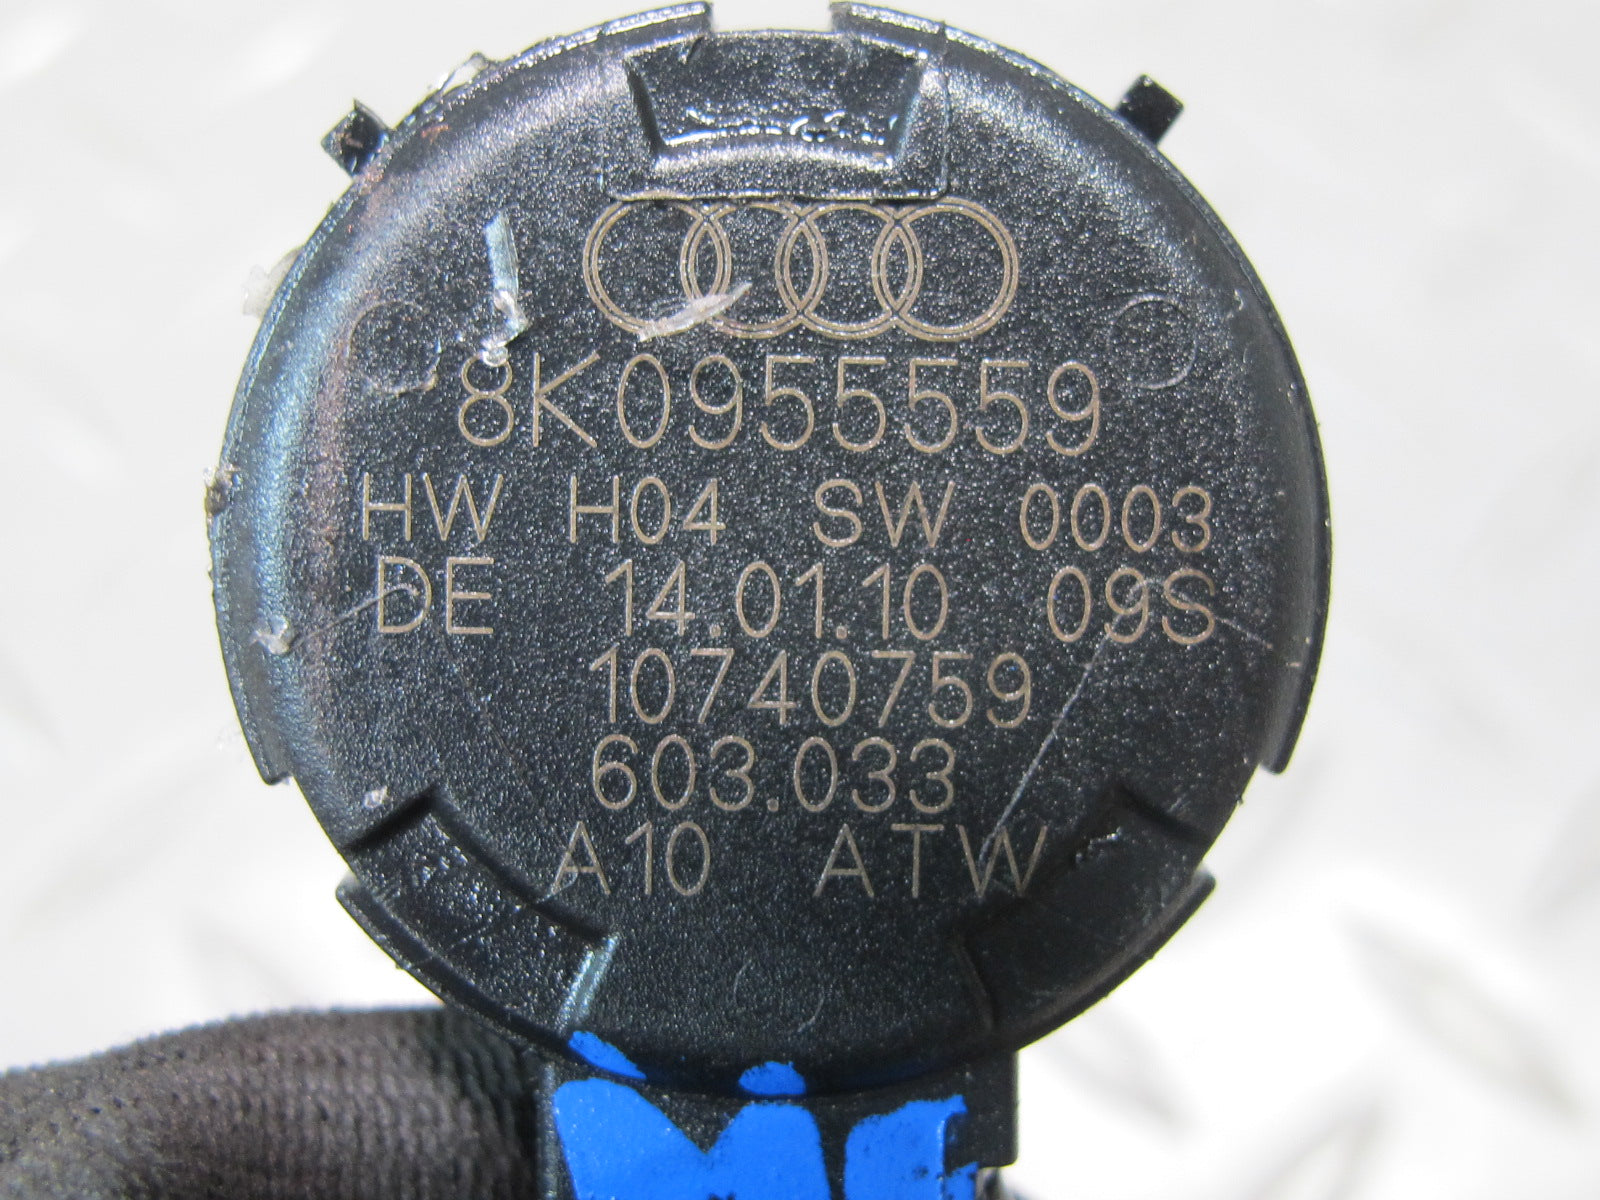 8K0955559
HW H04 SW 0003
DE 14.01.10 09S
10740759
603.033
A10 ATW